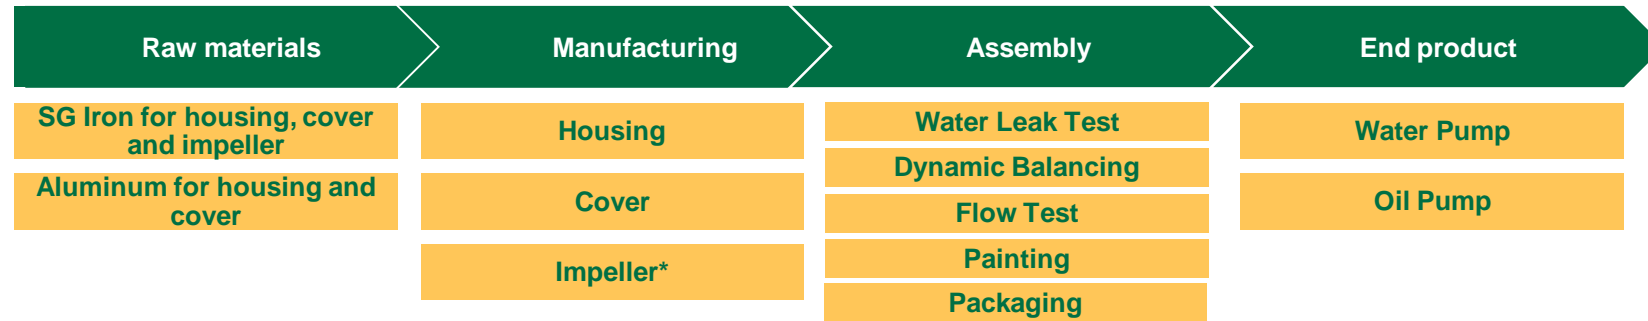 Raw materials
Manufacturing
Assembly
End product
SG Iron for housing, cover
and impeller
Aluminum for housing and
cover
Housing
Cover
Impeller*
Water Leak Test
Dynamic Balancing
Flow Test
Painting
Packaging
Water Pump
Oil Pump